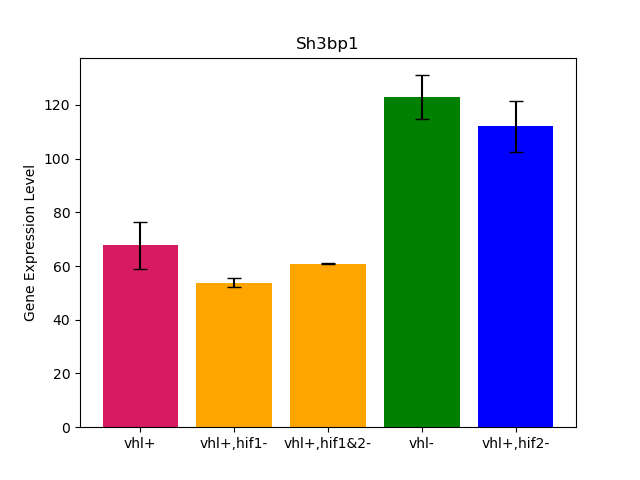 Sh3bp1
Gene Expression Level
120
100
80
60
40
20
0
vhl+
vhl+,hif1-
vhl+,hif1&2-
vhl-
vhl+,hif2-